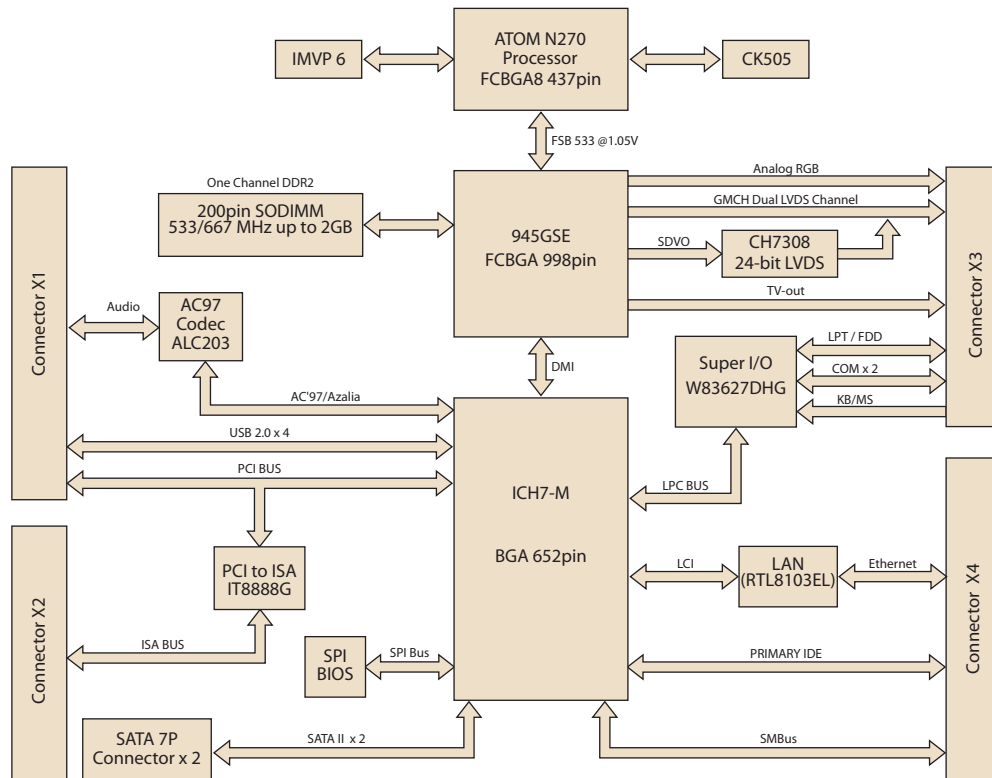 IMVP 6
ATOM N270
Processor
FCBGA8 437pin
CK505
FSB 533 @1.05V
One Channel DDR2
200pin SODIMM
533/667 MHz up to 2GB
945GSE
FCBGA 998pin
Analog RGB
GMCH Dual LVDS Channel
SDVO
CH7308
24-bit LVDS
TV-out
Connector X1
Connector X3
Audio
AC97
Codec
ALC203
DMI
Super I/O
W83627DHG
LPT / FDD
COM x 2
KB/MS
AC'97/Azalia
USB 2.0 x 4
PCI BUS
ICH7-M
BGA 652pin
LPC BUS
PCI to ISA
IT8888G
LCI
LAN
(RTL8103EL)
Ethernet
Connector X2
Connector X4
ISA BUS
SPI
BIOS
SPI Bus
PRIMARY IDE
SATA 7P
Connector x 2
SATA II x 2
SMBus